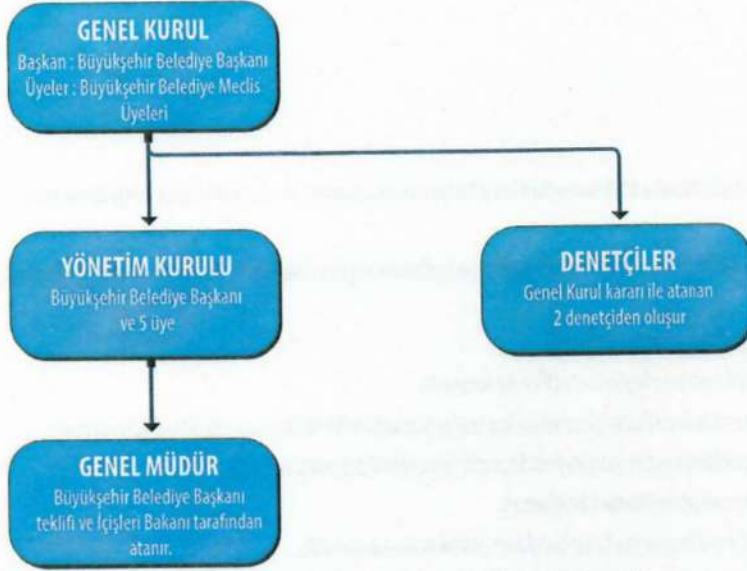 GENEL KURUL
Başkan : Büyükşehir Belediye Başkanı
Üyeler : Büyükşehir Belediye Meclis
Üyeleri
YÖNETİM KURULU
Büyükşehir Belediye Başkanı
ve 5 üye
DENETÇİLER
Genel Kurul kararı ile atanan
2 denetçiden oluşur
GENEL MÜDÜR
Büyükşehir Belediye Başkanı
teklifi ve İçişleri Bakanı tarafından
atanır.